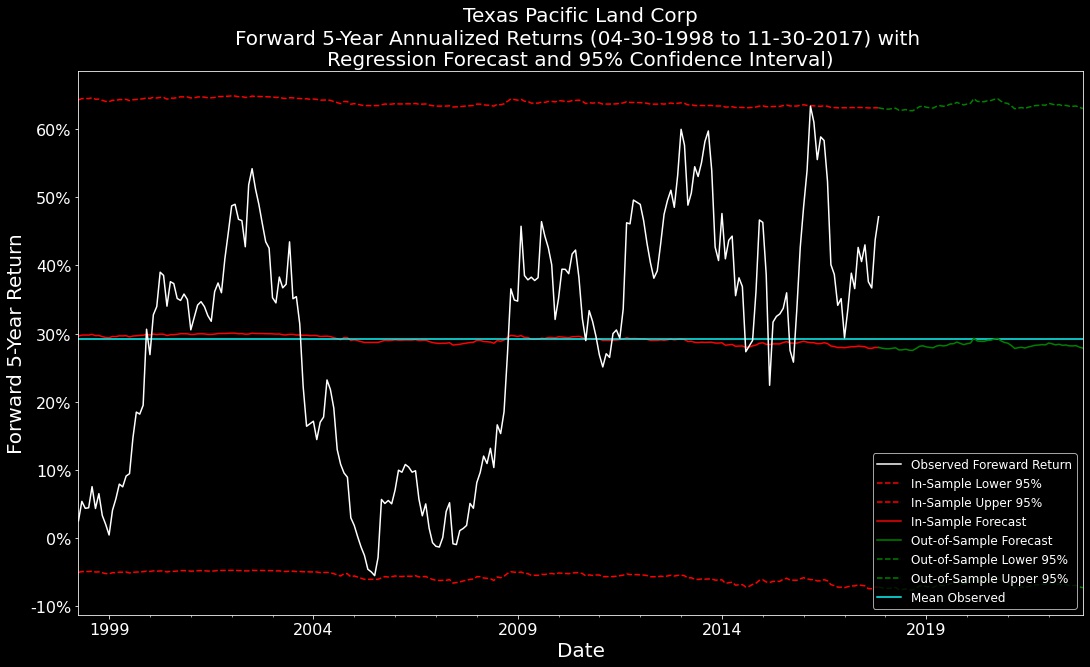 Texas Pacific Land Corp
Forward 5-Year Annualized Returns (04-30-1998 to 11-30-2017) with
Regression Forecast and 95% Confidence Interval)
Forward 5-Year Return
60%
50%
40%
30%
20%
10%
0%
-10%
1999
2004
2009
2014
2019
Date
Observed Foreward Return
In-Sample Lower 95%
In-Sample Upper 95%
In-Sample Forecast
Out-of-Sample Forecast
Out-of-Sample Lower 95%
Out-of-Sample Upper 95%
Mean Observed